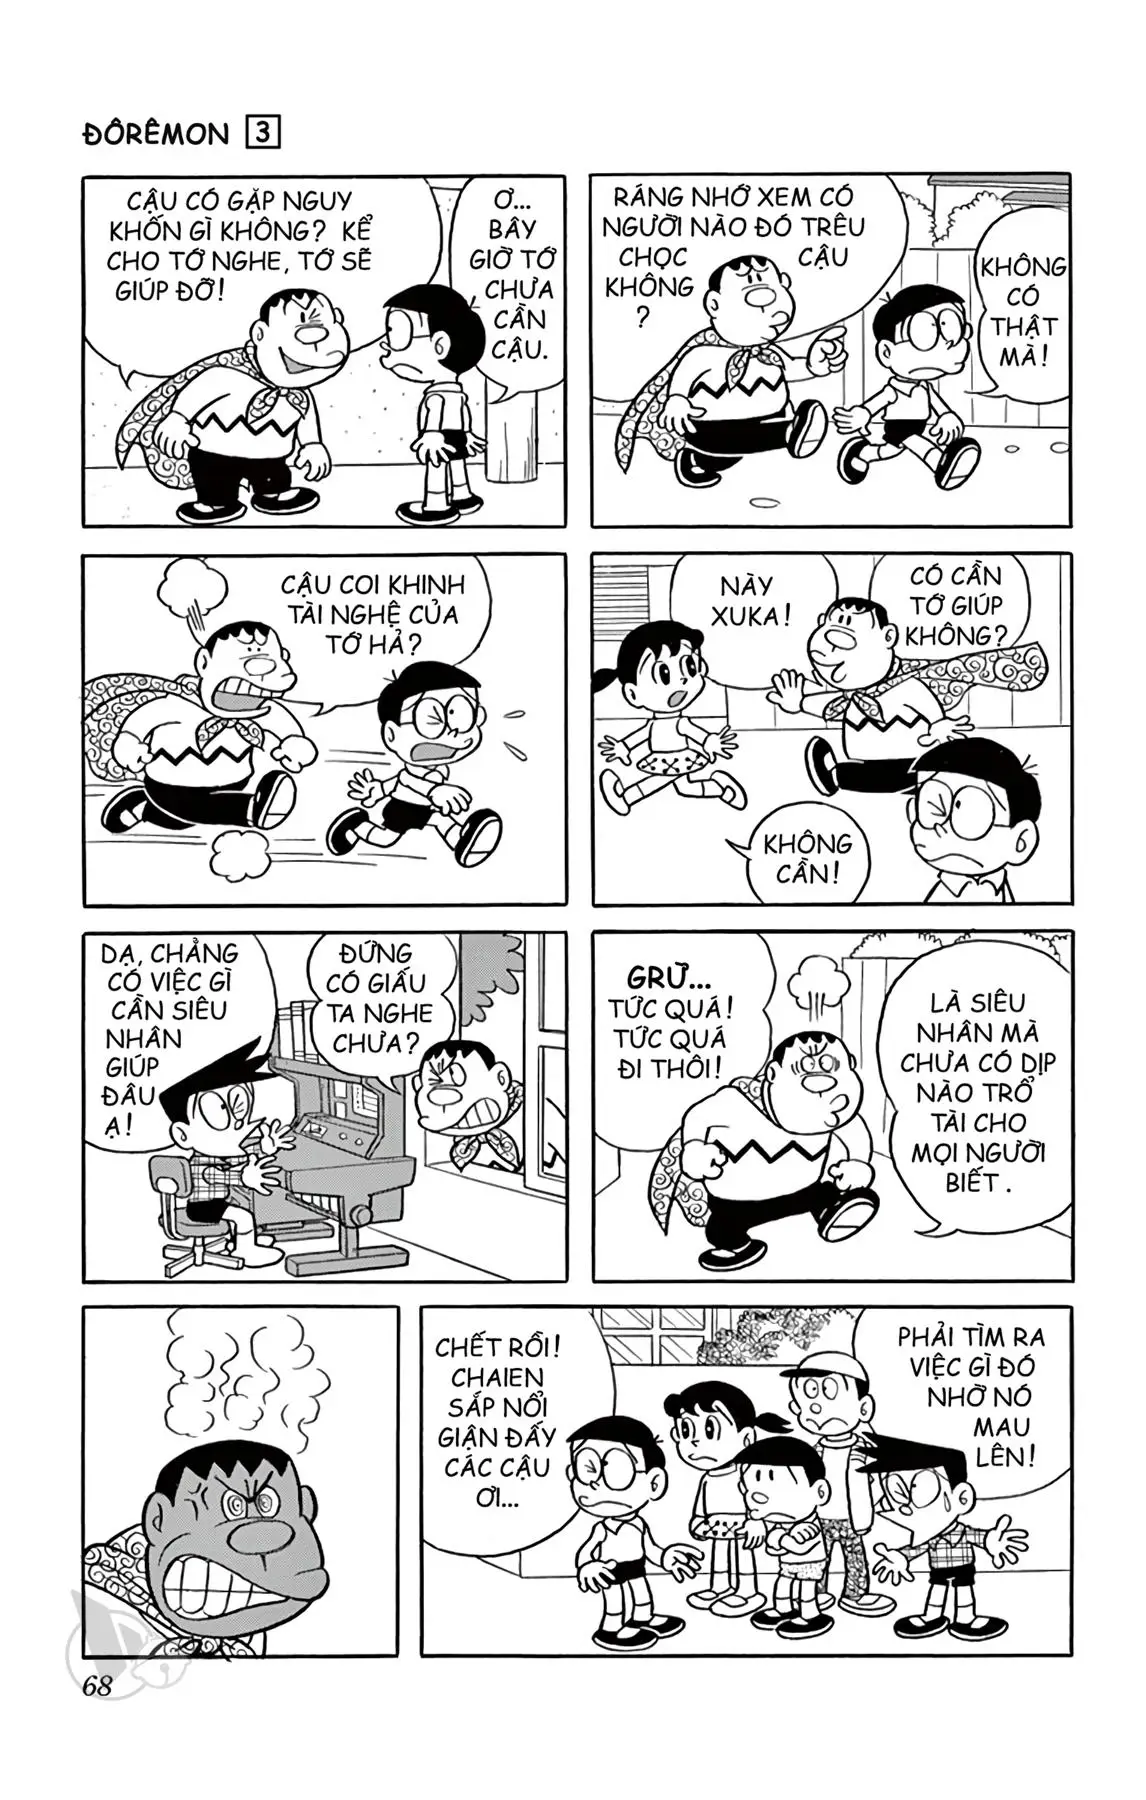 ĐÔRÊMON 3
CẬU CÓ GẶP NGUY
KHỐN GÌ KHÔNG? KỂ
CHO TỚ NGHE, TỚ SẼ
GIÚP ĐỠ!
Ơ...
BÂY
GIỜ TỚ
CHƯA
CẦN
CẬU.
RÁNG NHỚ XEM CÓ
NGƯỜI NÀO ĐÓ TRÊU
CHỌC CẬU
KHÔNG
?
KHÔNG
CÓ
THẬT
MÀ!
CẬU COI KHINH
TÀI NGHỆ CỦA
TỚ HẢ?
NÀY
XUKA!
CÓ CẦN
TỚ GIÚP
KHÔNG?
KHÔNG
CẦN!
DẠ, CHẲNG
CÓ VIỆC GÌ
CẦN SIÊU
NHÂN
GIÚP
ĐÂU
Ạ!
ĐỨNG
CÓ GIẤU
TA NGHE
CHƯA?
GRỪ...
TỨC QUÁ!
TỨC QUÁ
ĐI THÔI!
LÀ SIÊU
NHÂN MÀ
CHƯA CÓ DỊP
NÀO TRỔ
TÀI CHO
MỌI NGƯỜI
BIẾT.
CHẾT RỒI!
CHAIEN
SẮP NỔI
GIẬN ĐẤY
CÁC CẬU
ƠI...
PHẢI TÌM RA
VIỆC GÌ ĐÓ
NHỜ NÓ
MAU
LÊN!
68